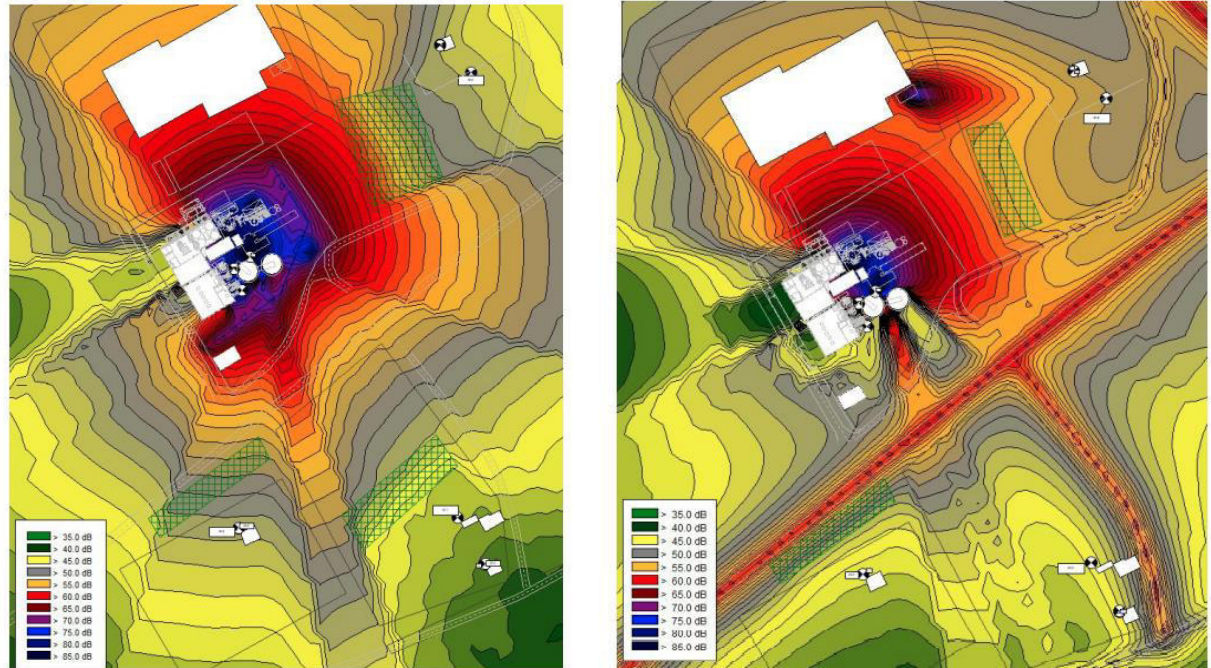 > 35.0 dB
> 40.0 dB
> 45.0 dB
> 50.0 dB
> 55.0 dB
> 60.0 dB
> 65.0 dB
> 70.0 dB
> 75.0 dB
> 80.0 dB
> 85.0 dB
> 35.0 dB
> 40.0 dB
> 45.0 dB
> 50.0 dB
> 55.0 dB
> 60.0 dB
> 65.0 dB
> 70.0 dB
> 75.0 dB
> 80.0 dB
> 85.0 dB